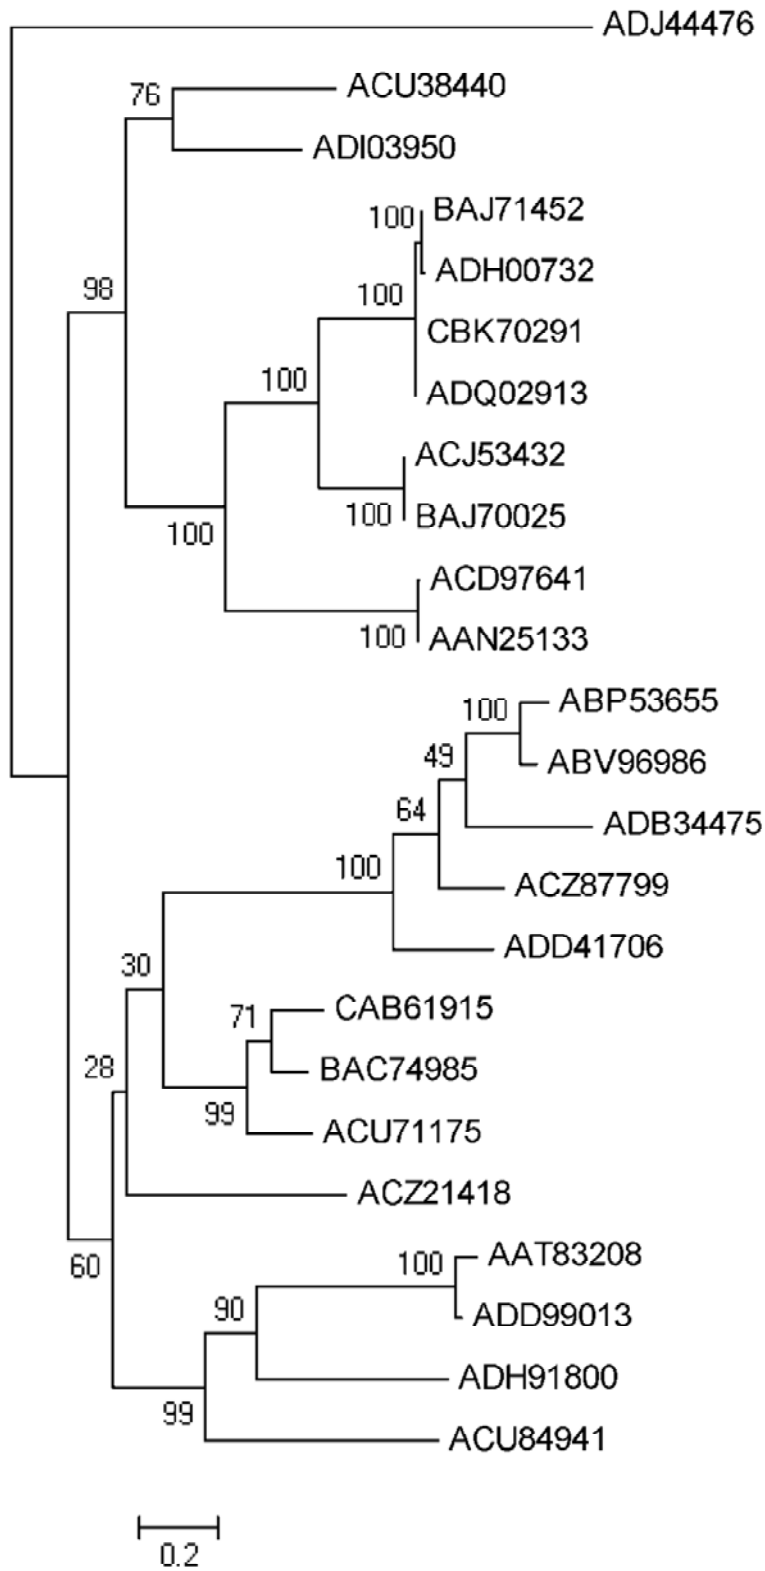 ADJ44476
76 ACU38440
ADI03950
100 BAJ71452
ADH00732
98 100
CBK70291
100 ADQ02913
ACJ53432
100 BAJ70025
100
ACD97641
100 AAN25133
100 ABP53655
49 ABV96986
64 ADB34475
100 ACZ87799
ADD41706
30
71 CAB61915
28 BAC74985
99 ACU71175
ACZ21418
60 100 AAT83208
90 ADD99013
ADH91800
99 ACU84941
0.2